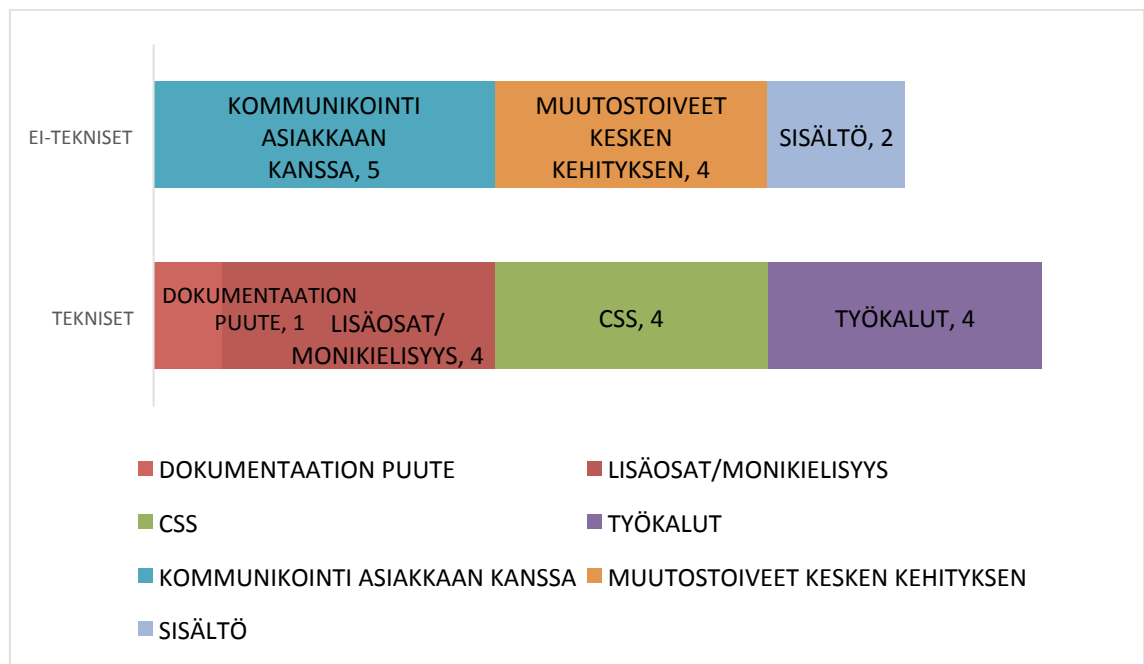 EI-TEKNISET
KOMMUNIKOINTI
ASIAKKAAN
KANSSA, 5
MUUTOSTOIVEET
KESKEN
KEHITYKSEN, 4
SISÄLTÖ, 2
TEKNISET
DOKUMENTAATION
PUUTE, 1
LISÄOSAT/
MONIKIELISYYS, 4
CSS, 4
TYÖKALUT, 4
DOKUMENTAATION PUUTE
LISÄOSAT/MONIKIELISYYS
CSS
TYÖKALUT
KOMMUNIKOINTI ASIAKKAAN KANSSA
MUUTOSTOIVEET KESKEN KEHITYKSEN
SISÄLTÖ